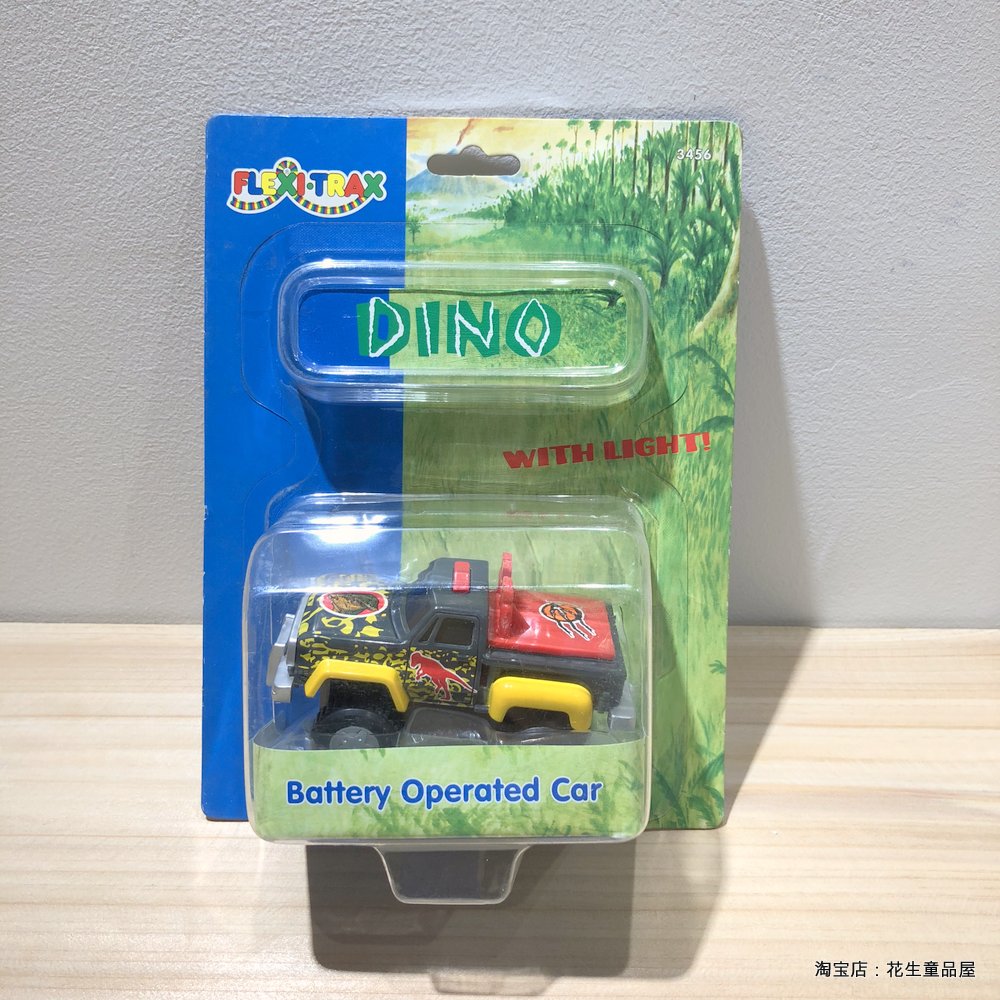 3456
FLEXI·TRAX
DINO
WITH LIGHT!
Battery Operated Car
淘宝店：花生童品屋